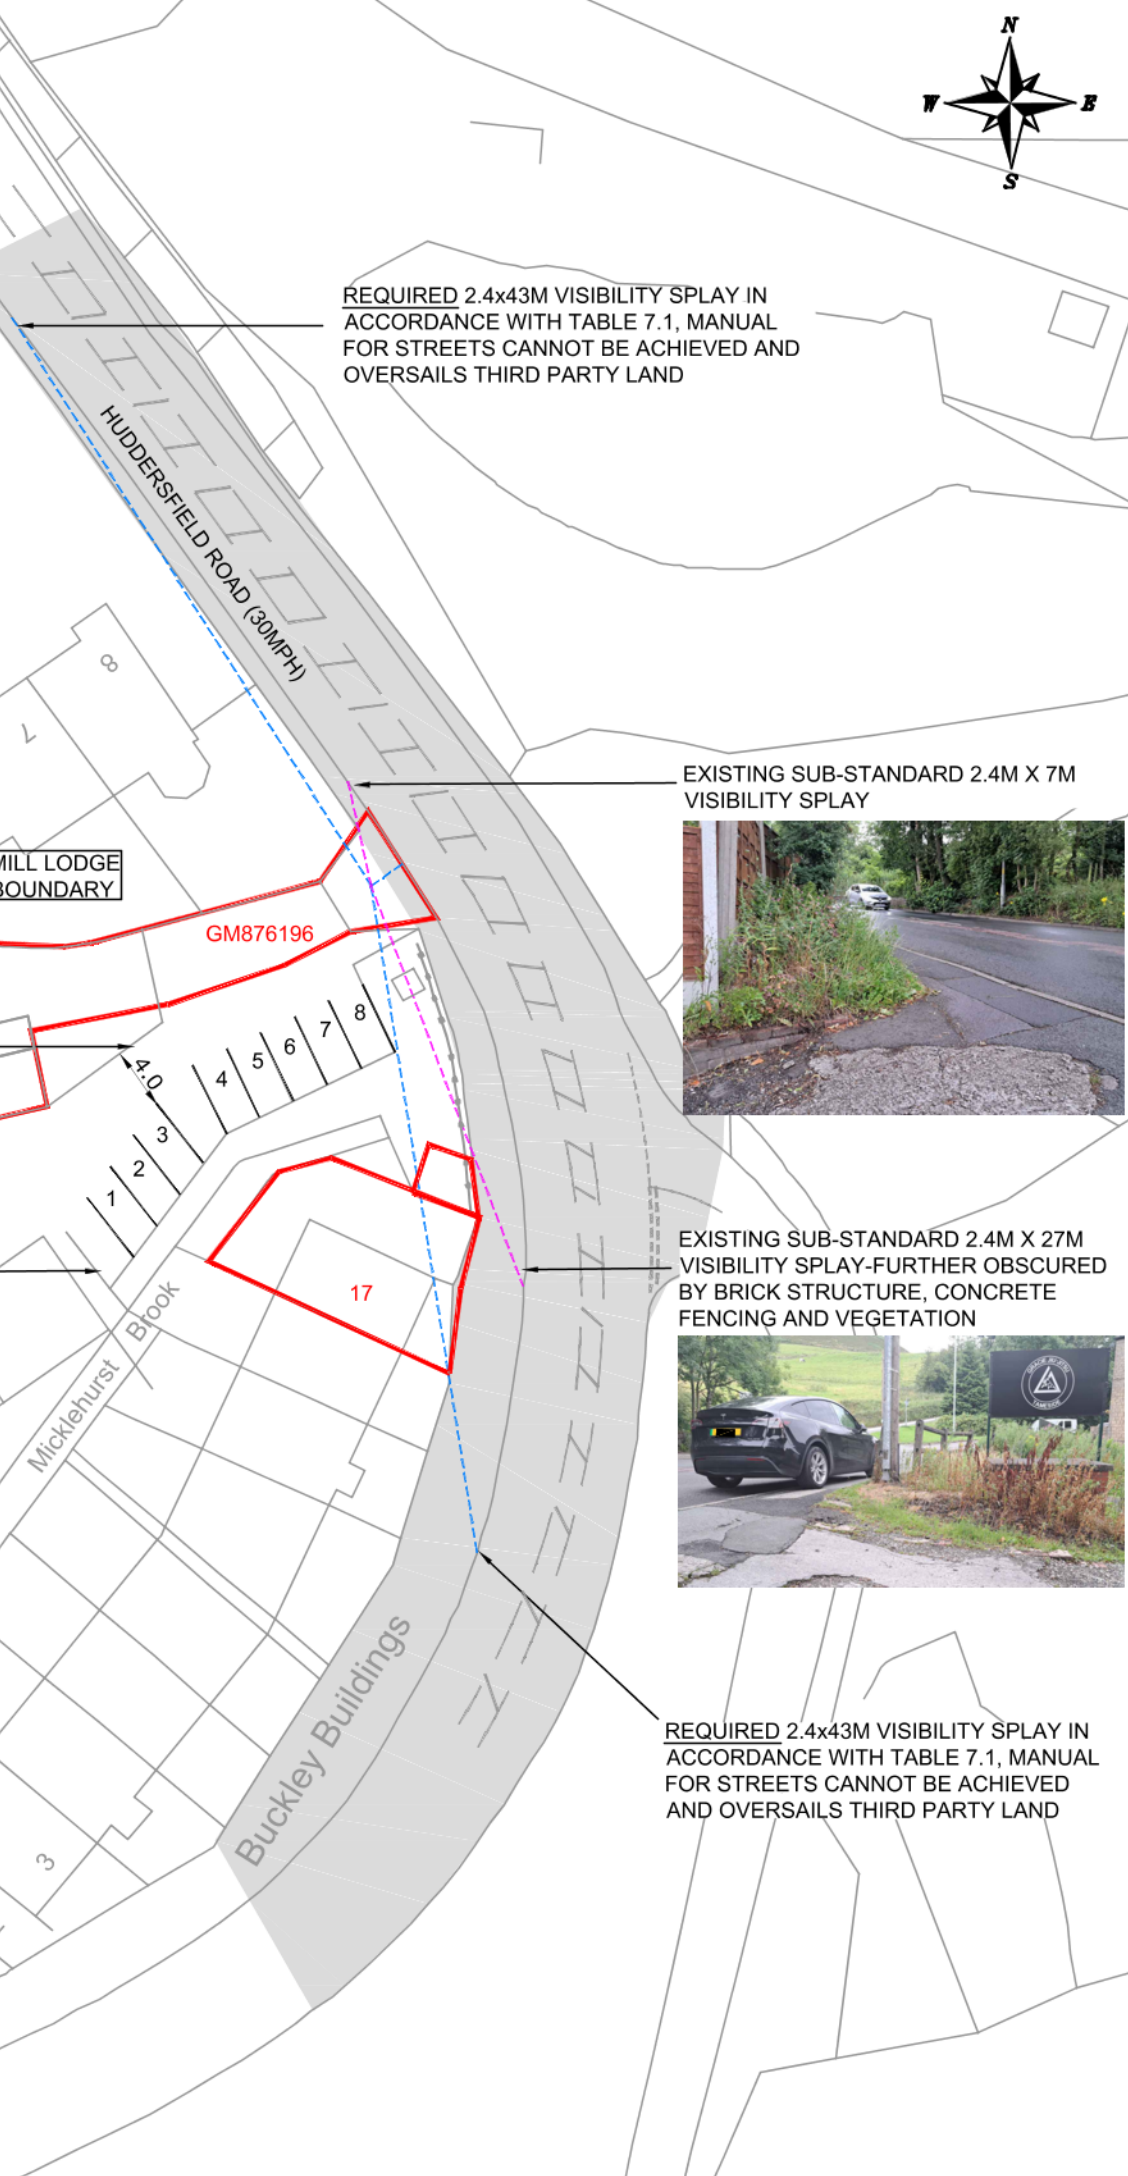 N
W E
S
REQUIRED 2.4x43M VISIBILITY SPLAY IN
ACCORDANCE WITH TABLE 7.1, MANUAL
FOR STREETS CANNOT BE ACHIEVED AND
OVERSAILS THIRD PARTY LAND
HUDDERSFIELD ROAD (30MPH)
8
7
EXISTING SUB-STANDARD 2.4M X 7M
VISIBILITY SPLAY
MILL LODGE
BOUNDARY
GM876196
8
7
6
5
4
4.0
3
2
1
EXISTING SUB-STANDARD 2.4M X 27M
VISIBILITY SPLAY-FURTHER OBSCURED
BY BRICK STRUCTURE, CONCRETE
FENCING AND VEGETATION
17
Micklehurst Brook
GRACIE JIU-JITSU
TAMESIDE
Buckley Buildings
REQUIRED 2.4x43M VISIBILITY SPLAY IN
ACCORDANCE WITH TABLE 7.1, MANUAL
FOR STREETS CANNOT BE ACHIEVED
AND OVERSAILS THIRD PARTY LAND
3